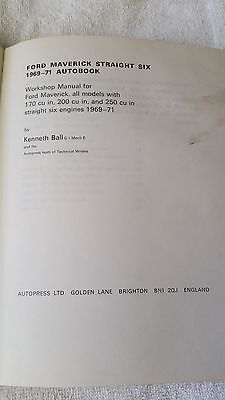 FORD MAVERICK STRAIGHT SIX
1969–71 AUTOBOOK
Workshop Manual for
Ford Maverick, all models with
170 cu in, 200 cu in, and 250 cu in
straight six engines 1969–71
by
Kenneth Ball G I Mech E
and the
Autopress team of Technical Writers
AUTOPRESS LTD GOLDEN LANE BRIGHTON BN1 2QJ ENGLAND